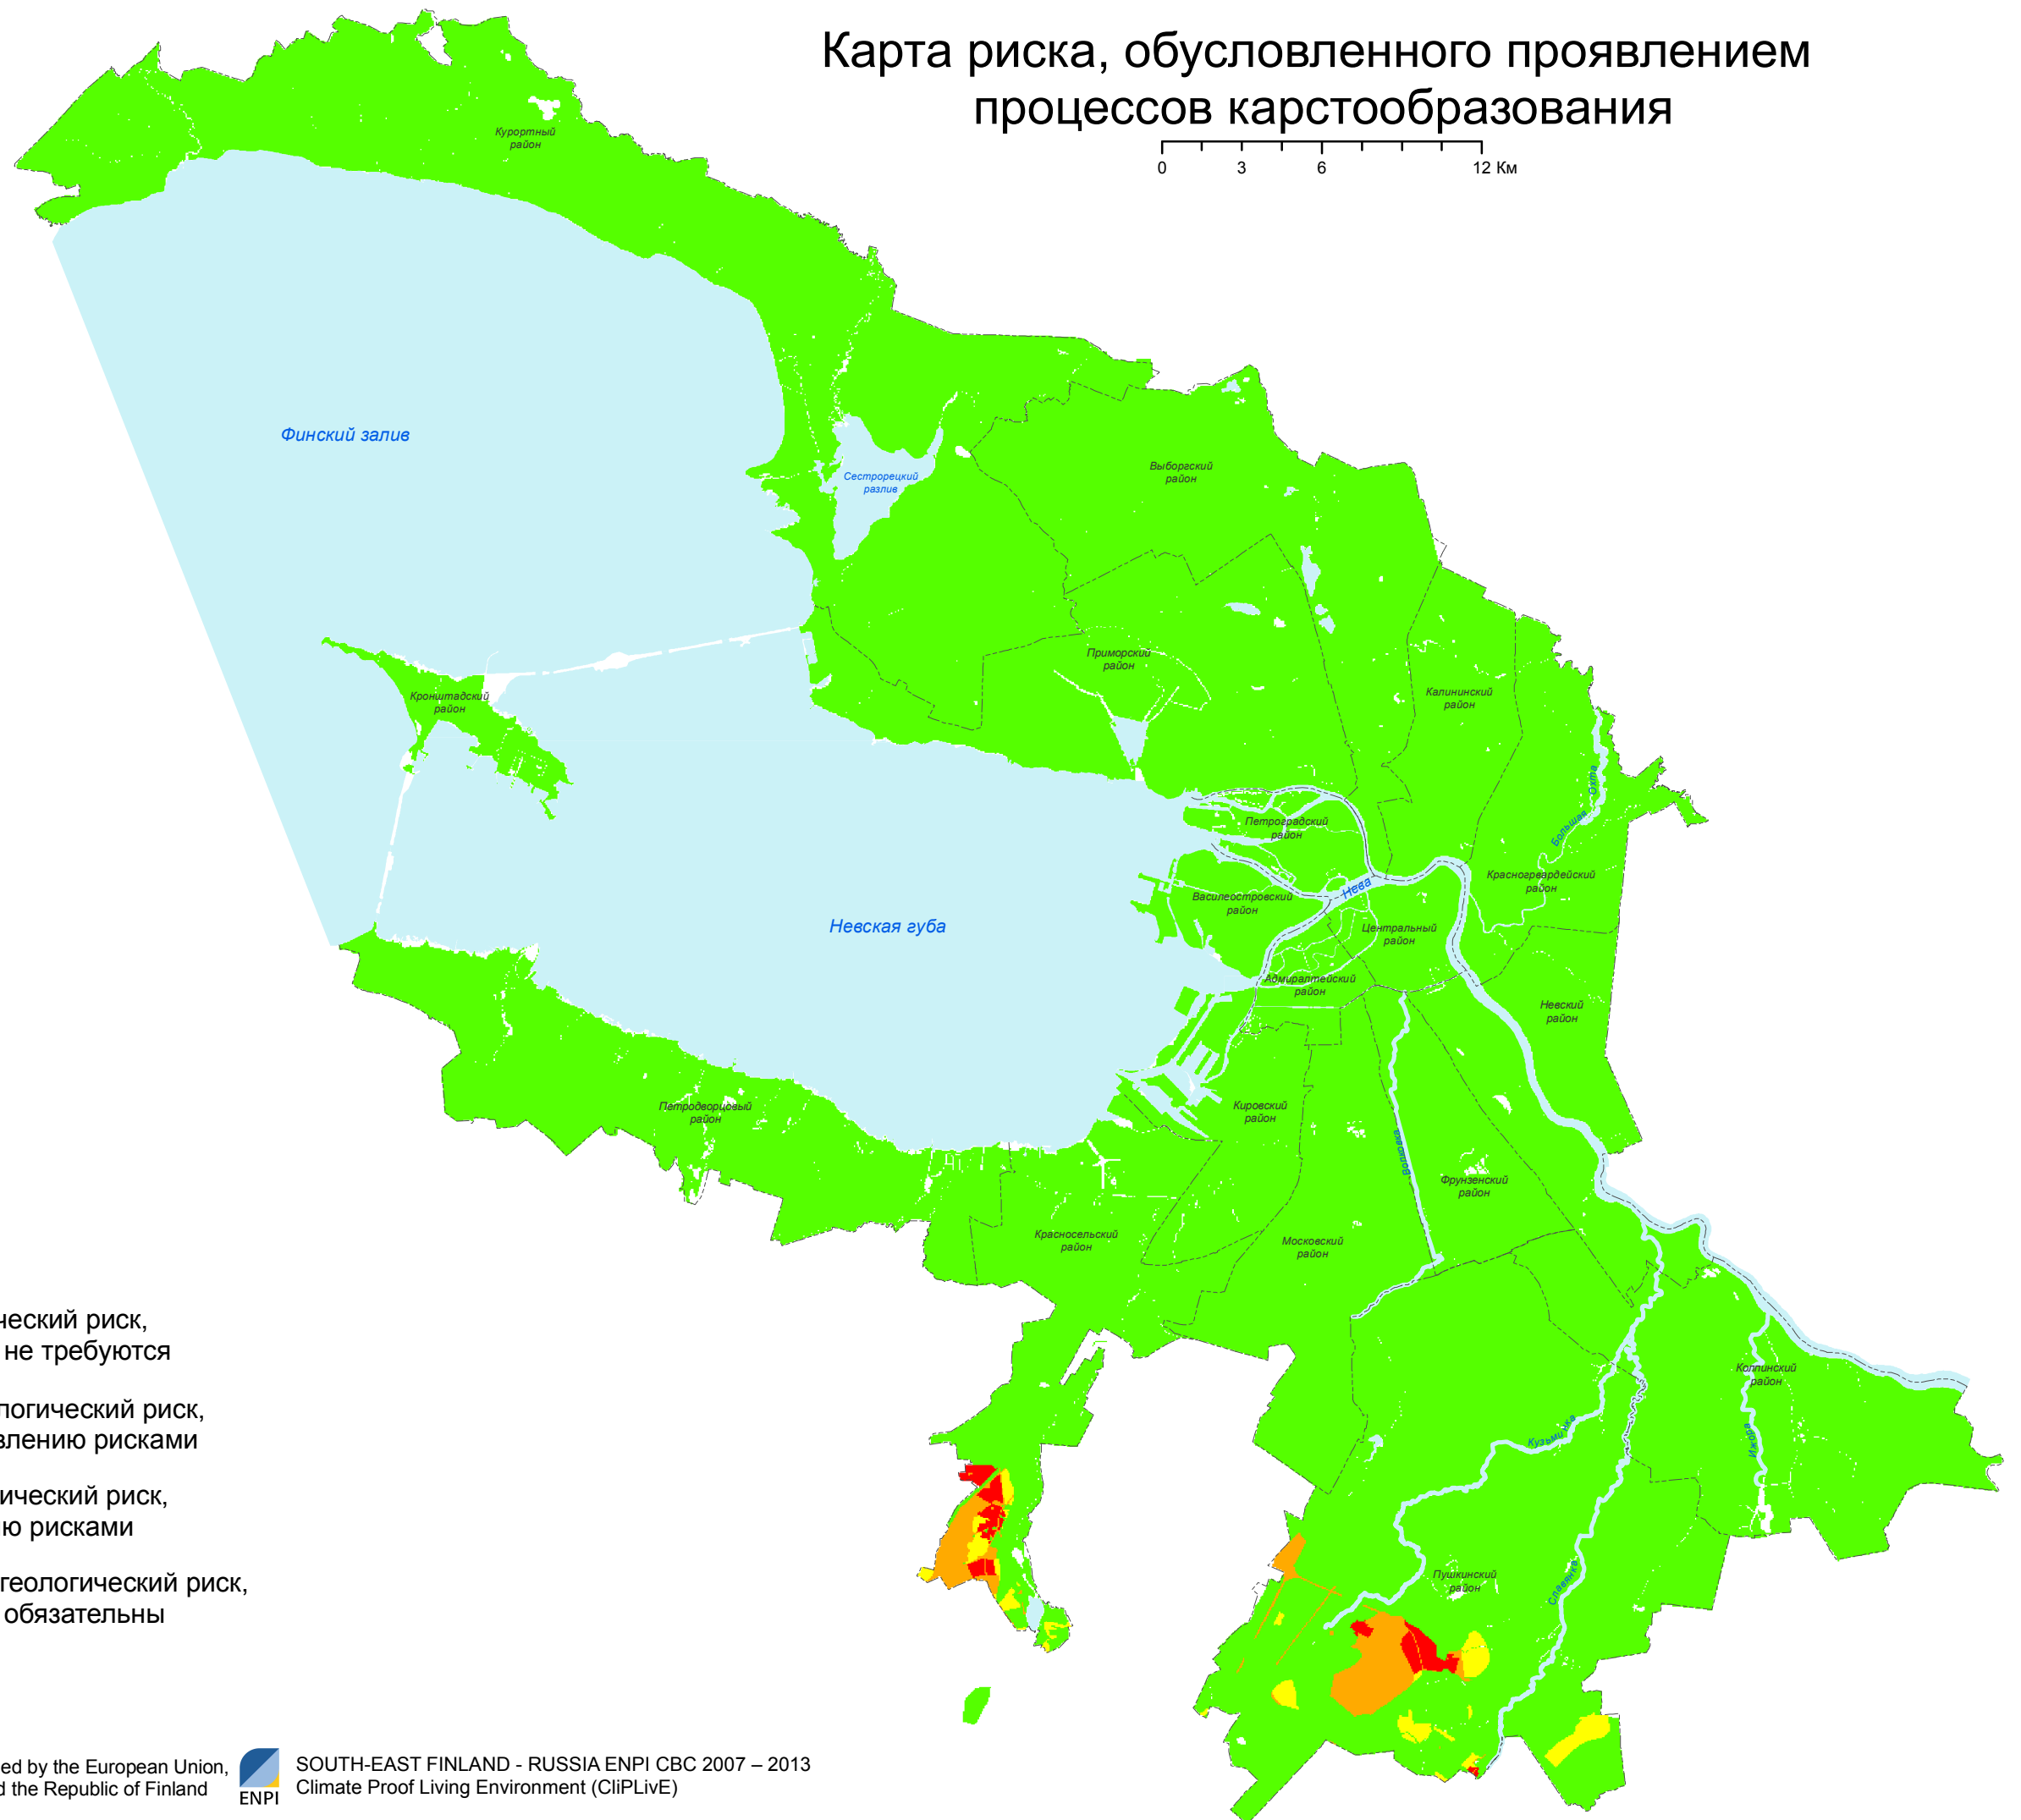 Карта риска, обусловленного проявлением
процессов карстообразования
0 3 6 12 Км
Курортный
район
Финский залив
Сестрорецкий
разлив
Выборгский
район
Приморский
район
Кронштадский
район
Калининский
район
Большая Охта
Петроградский
район
Красногрвардейский
район
Нева
Василеостровский
район
Невская губа
Центральный
район
Адмиралтейский
район
Невский
район
Петродворцовый
район
Кировский
район
Волковка
Фрунзенский
район
Красносельский
район
Московский
район
Колпинский
район
Кузьминка
Ижора
Пушкинский
район
Славянка
ческий риск,
не требуются
логический риск,
влению рисками
ический риск,
ю рисками
геологический риск,
обязательны
ed by the European Union,
d the Republic of Finland
ENPI
SOUTH-EAST FINLAND - RUSSIA ENPI CBC 2007 – 2013
Climate Proof Living Environment (CliPLivE)